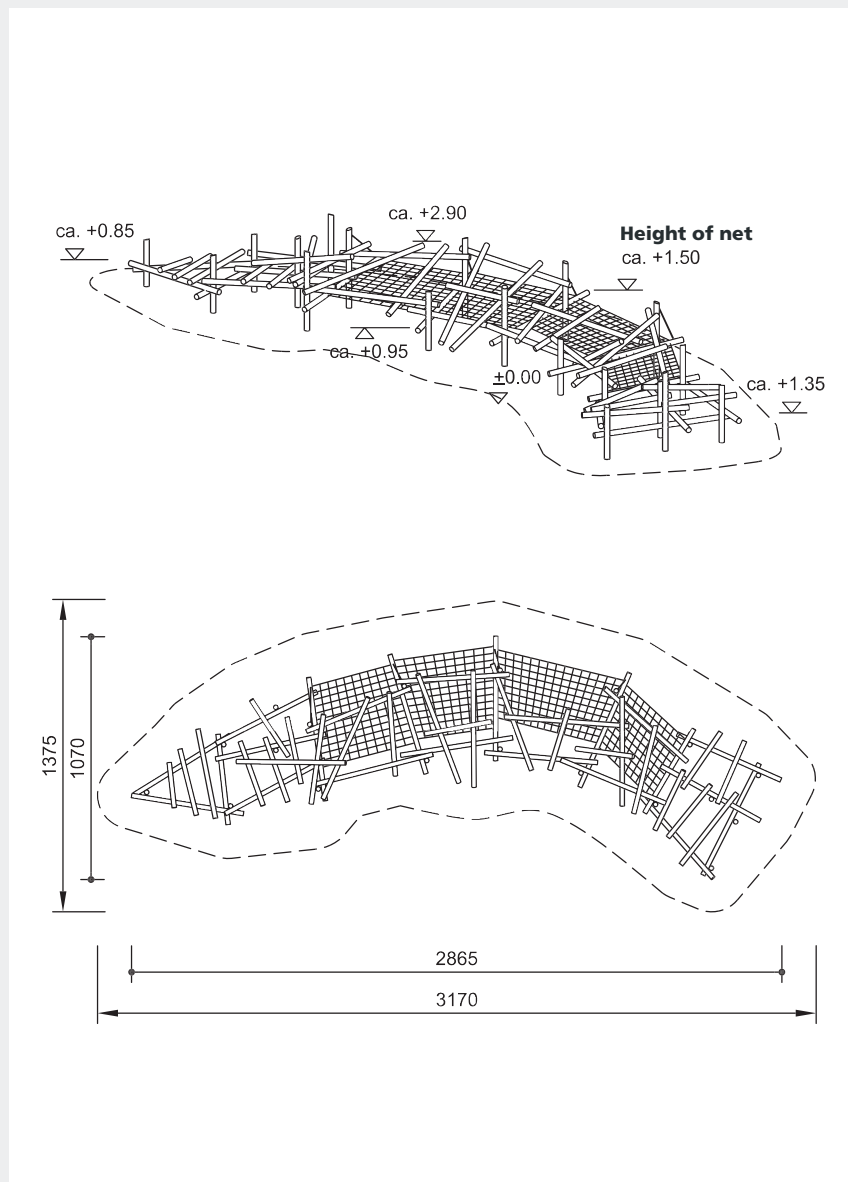 ca. +2.90
ca. +0.85
Height of net
ca. +1.50
ca. +0.95
±0.00
ca. +1.35
1375
1070
2865
3170